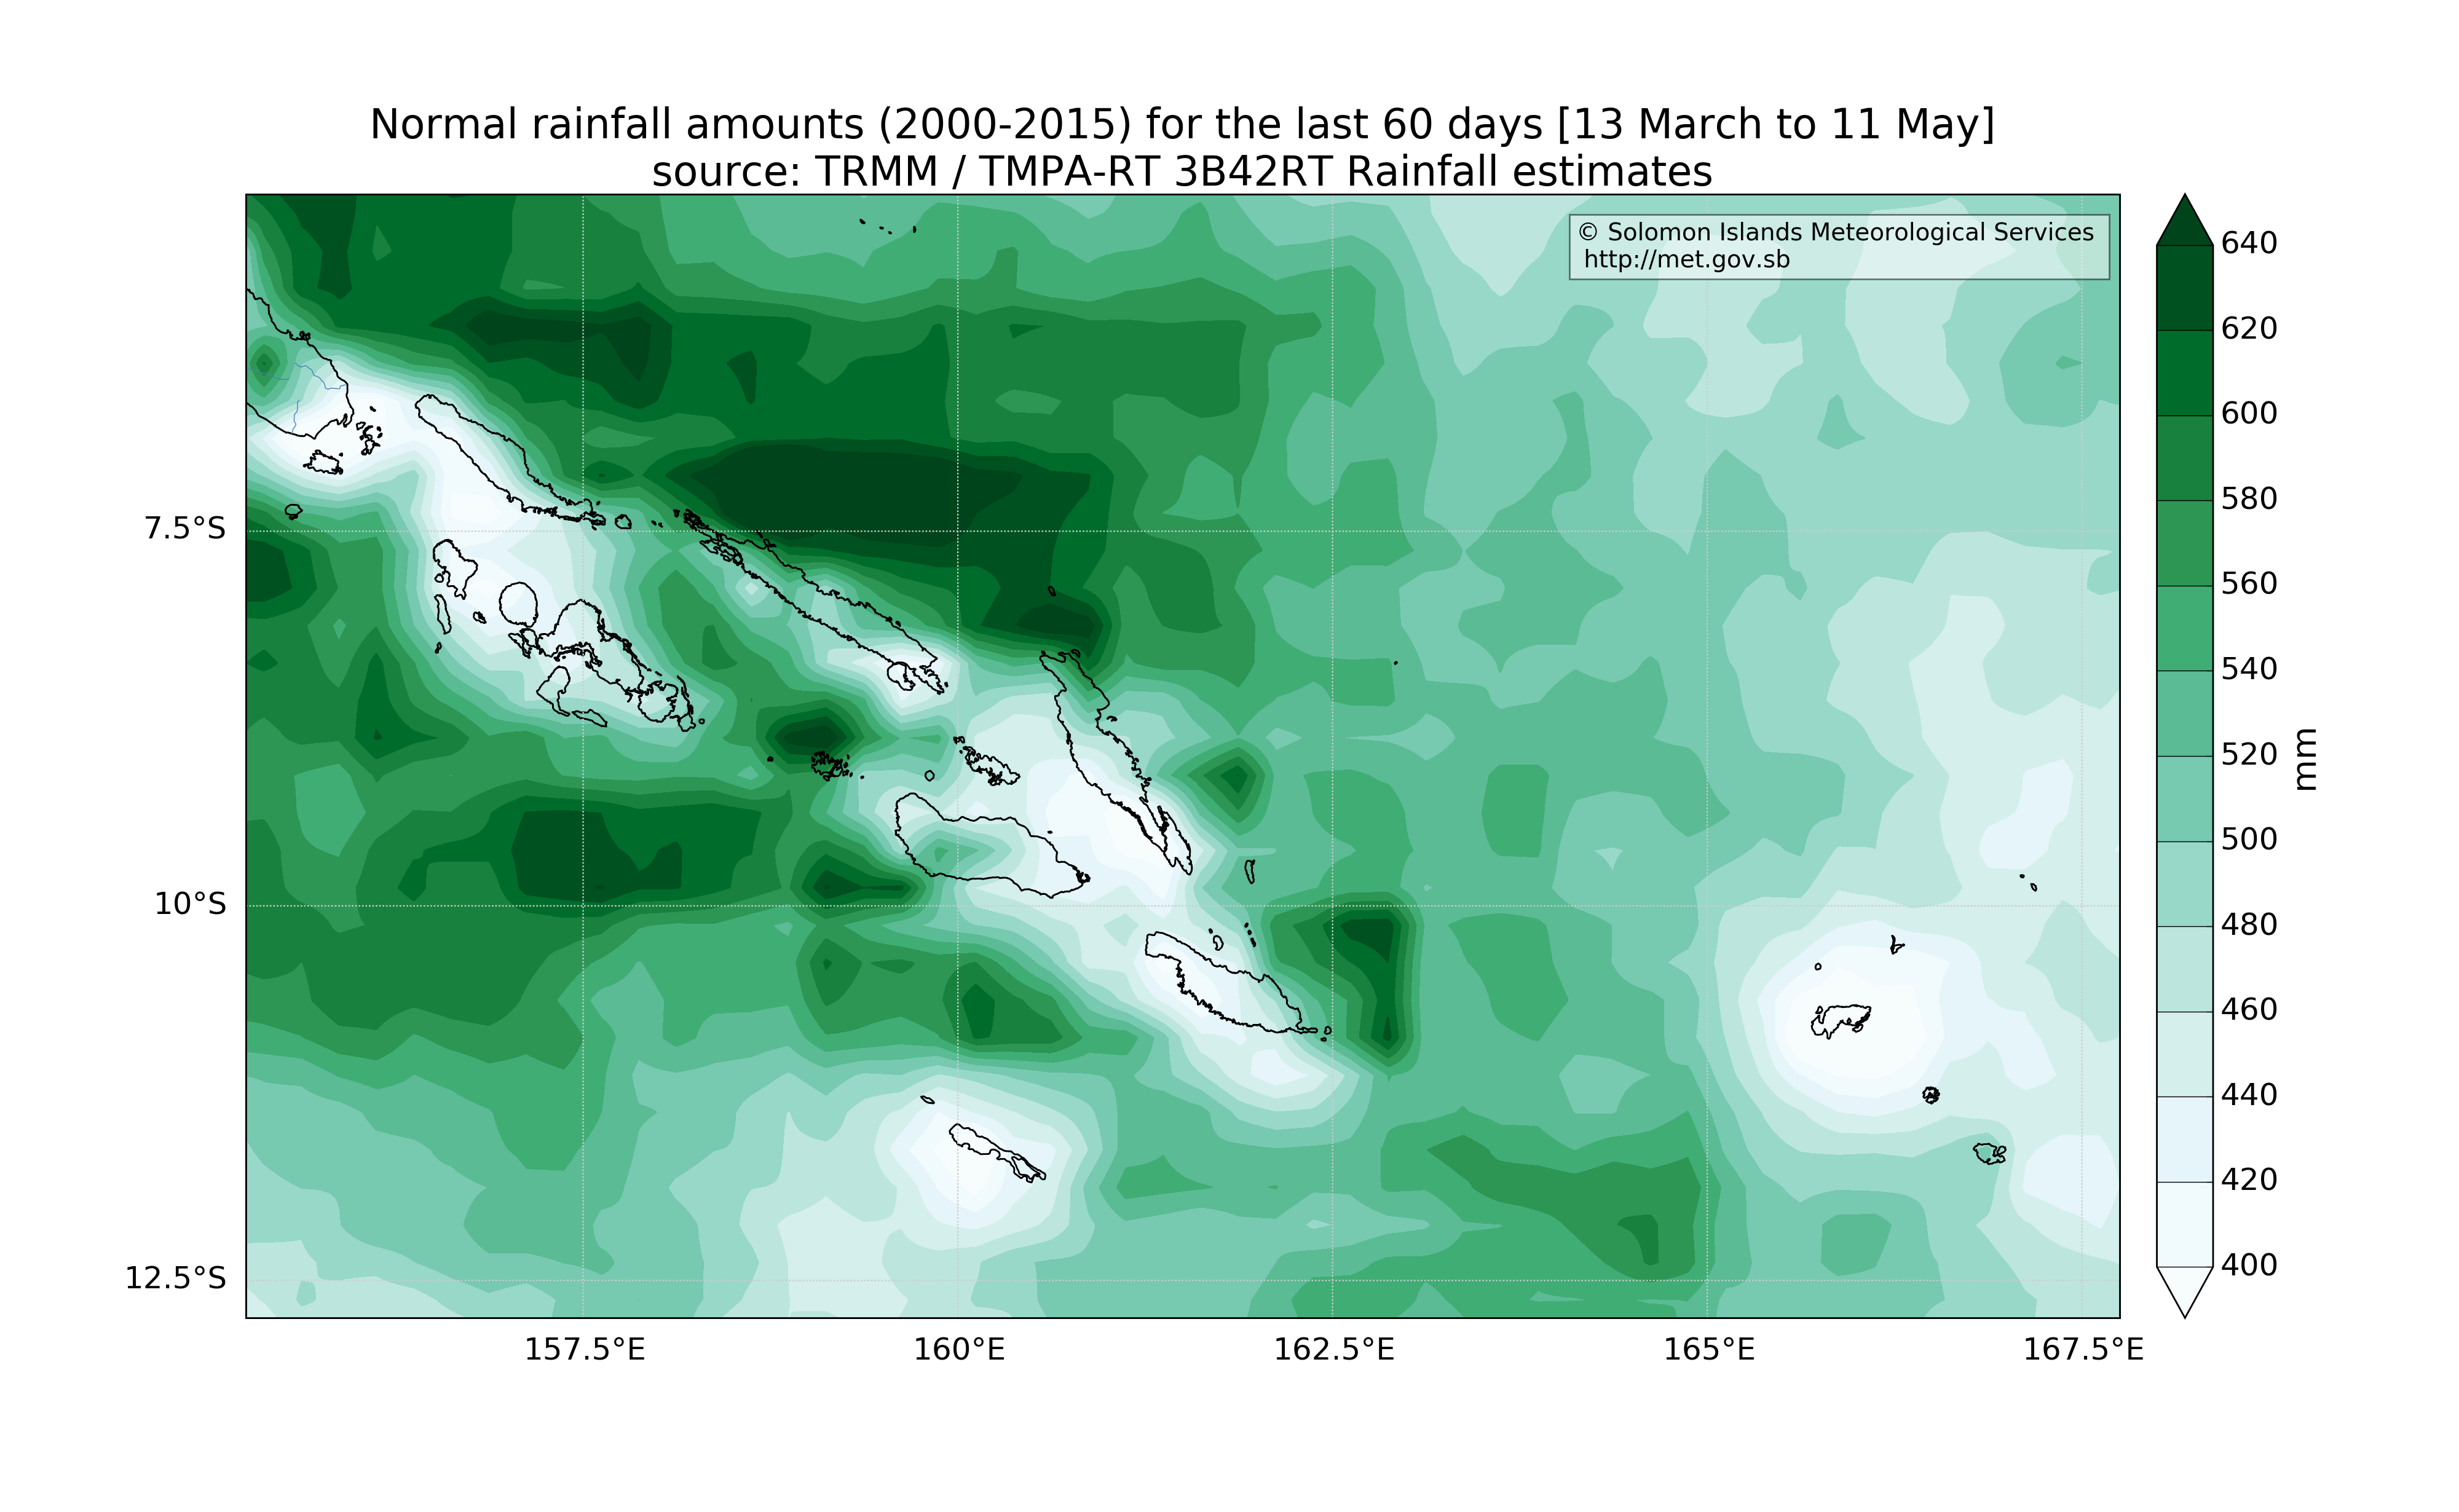 Normal rainfall amounts (2000-2015) for the last 60 days [13 March to 11 May]
source: TRMM / TMPA-RT 3B42RT Rainfall estimates
© Solomon Islands Meteorological Services
http://met.gov.sb
7.5°S
10°S
12.5°S
157.5°E
160°E
162.5°E
165°E
167.5°E
640
620
600
580
560
540
520
500
480
460
440
420
400
mm